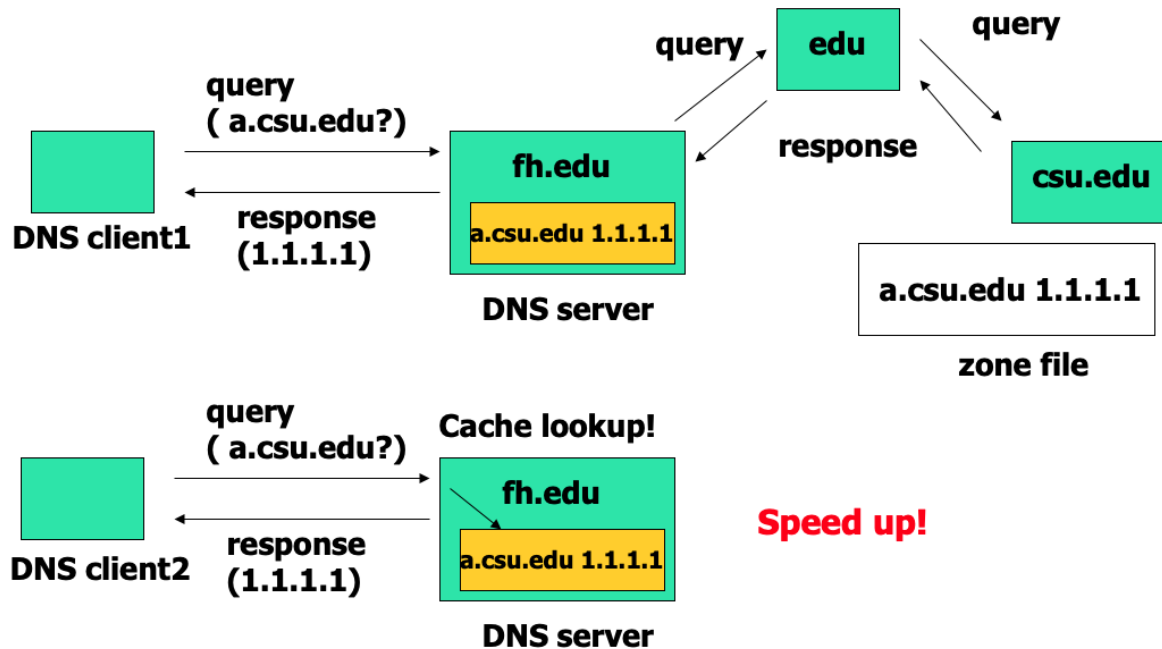 query
( a.csu.edu?)
DNS client1
response
(1.1.1.1)
fh.edu
a.csu.edu 1.1.1.1
DNS server
query
edu
query
response
csu.edu
a.csu.edu 1.1.1.1
zone file
query
( a.csu.edu?)
DNS client2
response
(1.1.1.1)
Cache lookup!
fh.edu
a.csu.edu 1.1.1.1
DNS server
Speed up!